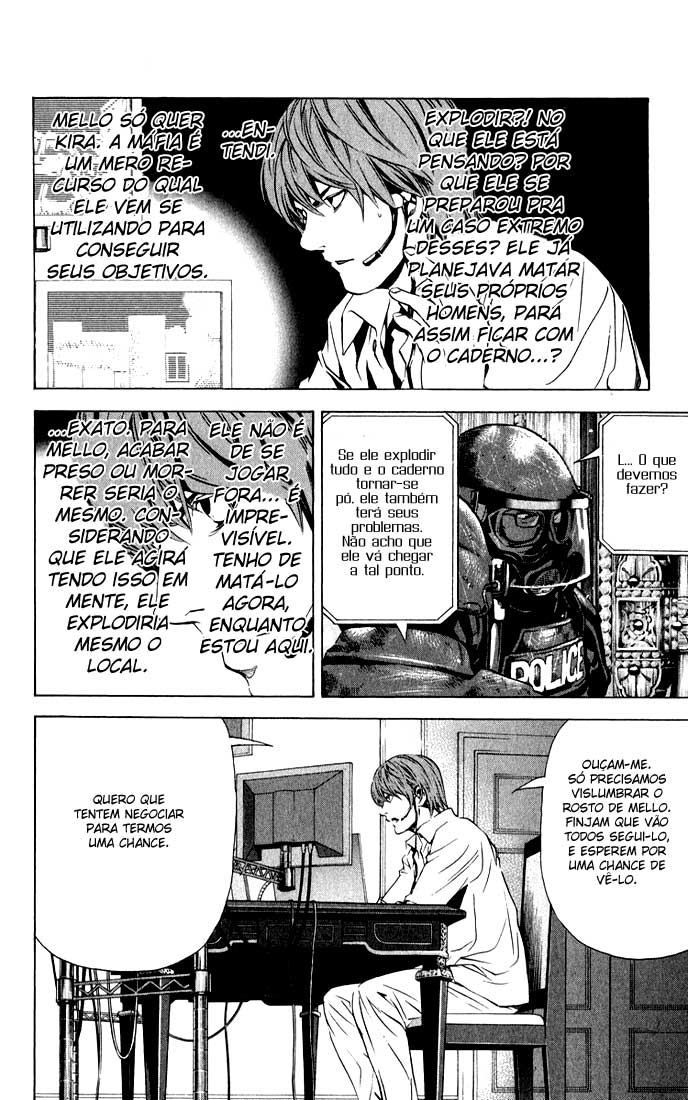 EXPLODIR?! NO
QUE ELE ESTÁ
PENSANDO? POR
QUE ELE SE
PREPAROU PRA
UM CASO EXTREMO
DESSES? ELE JÁ
PLANEJAVA MATAR
SEUS PRÓPRIOS
HOMENS, PARA
ASSIM FICAR COM
O CADERNO...?
...EN-
TENDI.
MELLO SÓ QUER
KIRA. A MÁFIA É
UM MERO RE-
CURSO DO QUAL
ELE VEM SE
UTILIZANDO PARA
CONSEGUIR
SEUS OBJETIVOS.
L... O que
devemos
fazer?
Se ele explodir
tudo e o caderno
tornar-se
pó, ele também
terá seus
problemas.
Não acho que
ele vá chegar
a tal ponto.
POLICE
ELE NÃO É
DE SE
JOGAR
FORA... É
IMPRE-
VISÍVEL.
TENHO DE
MATÁ-LO
AGORA,
ENQUANTO
ESTOU AQUI.
...EXATO. PARA
MELLO, ACABAR
PRESO OU MOR-
RER SERIA O
MESMO. CON-
SIDERANDO
QUE ELE AGIRÁ
TENDO ISSO EM
MENTE, ELE
EXPLODIRIA
MESMO O
LOCAL.
OUÇAM-ME.
SÓ PRECISAMOS
VISLUMBRAR O
ROSTO DE MELLO.
FINJAM QUE VÃO
TODOS SEGUI-LO,
E ESPEREM POR
UMA CHANCE DE
VÊ-LO.
QUERO QUE
TENTEM NEGOCIAR
PARA TERMOS
UMA CHANCE.